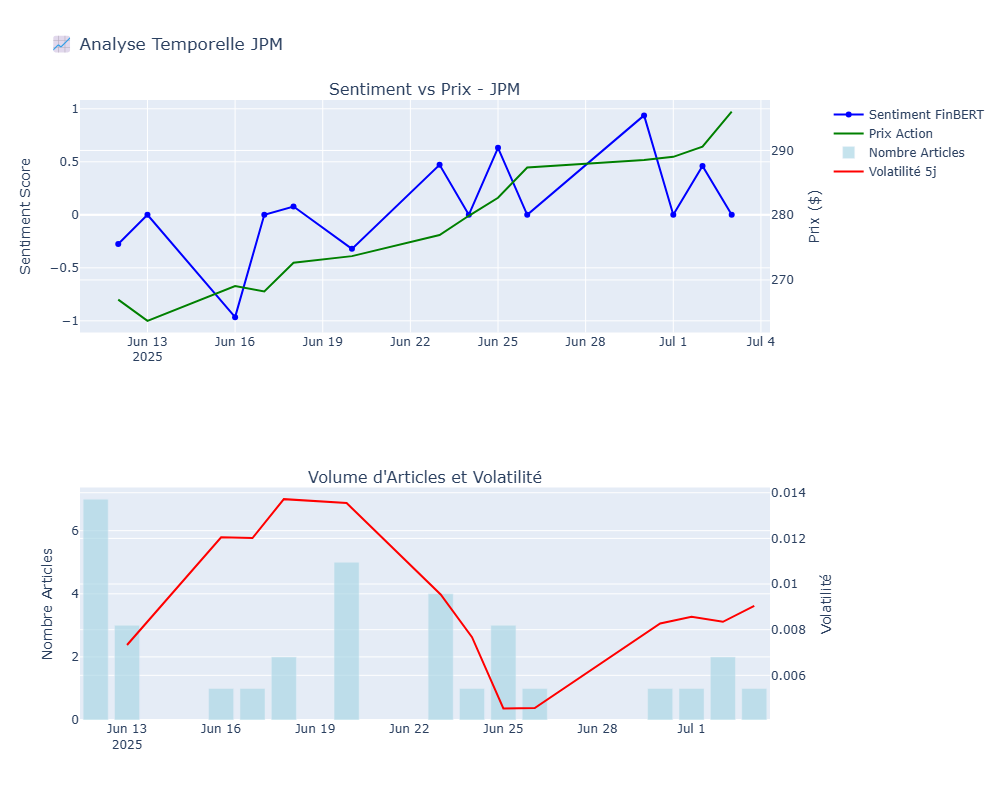 📈 Analyse Temporelle JPM
Sentiment vs Prix - JPM
Sentiment FinBERT
Prix Action
Nombre Articles
Volatilité 5j
Sentiment Score
1
0.5
0
−0.5
−1
290
280
270
Prix ($)
Jun 13 Jun 16 Jun 19 Jun 22 Jun 25 Jun 28 Jul 1 Jul 4
2025
Volume d'Articles et Volatilité
Nombre Articles
6
4
2
0
0.014
0.012
0.01
0.008
0.006
Volatilité
Jun 13 Jun 16 Jun 19 Jun 22 Jun 25 Jun 28 Jul 1
2025